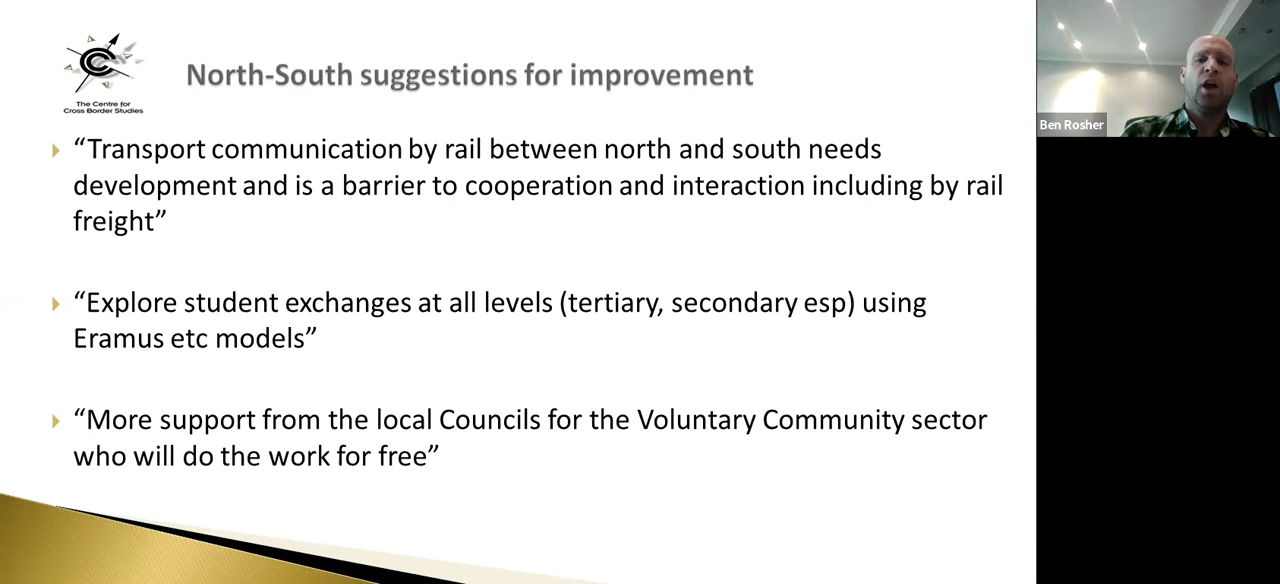 The Centre for
Cross Border Studies
North-South suggestions for improvement
“Transport communication by rail between north and south needs
development and is a barrier to cooperation and interaction including by rail
freight”
“Explore student exchanges at all levels (tertiary, secondary esp) using
Eramus etc models”
“More support from the local Councils for the Voluntary Community sector
who will do the work for free”
Ben Rosher